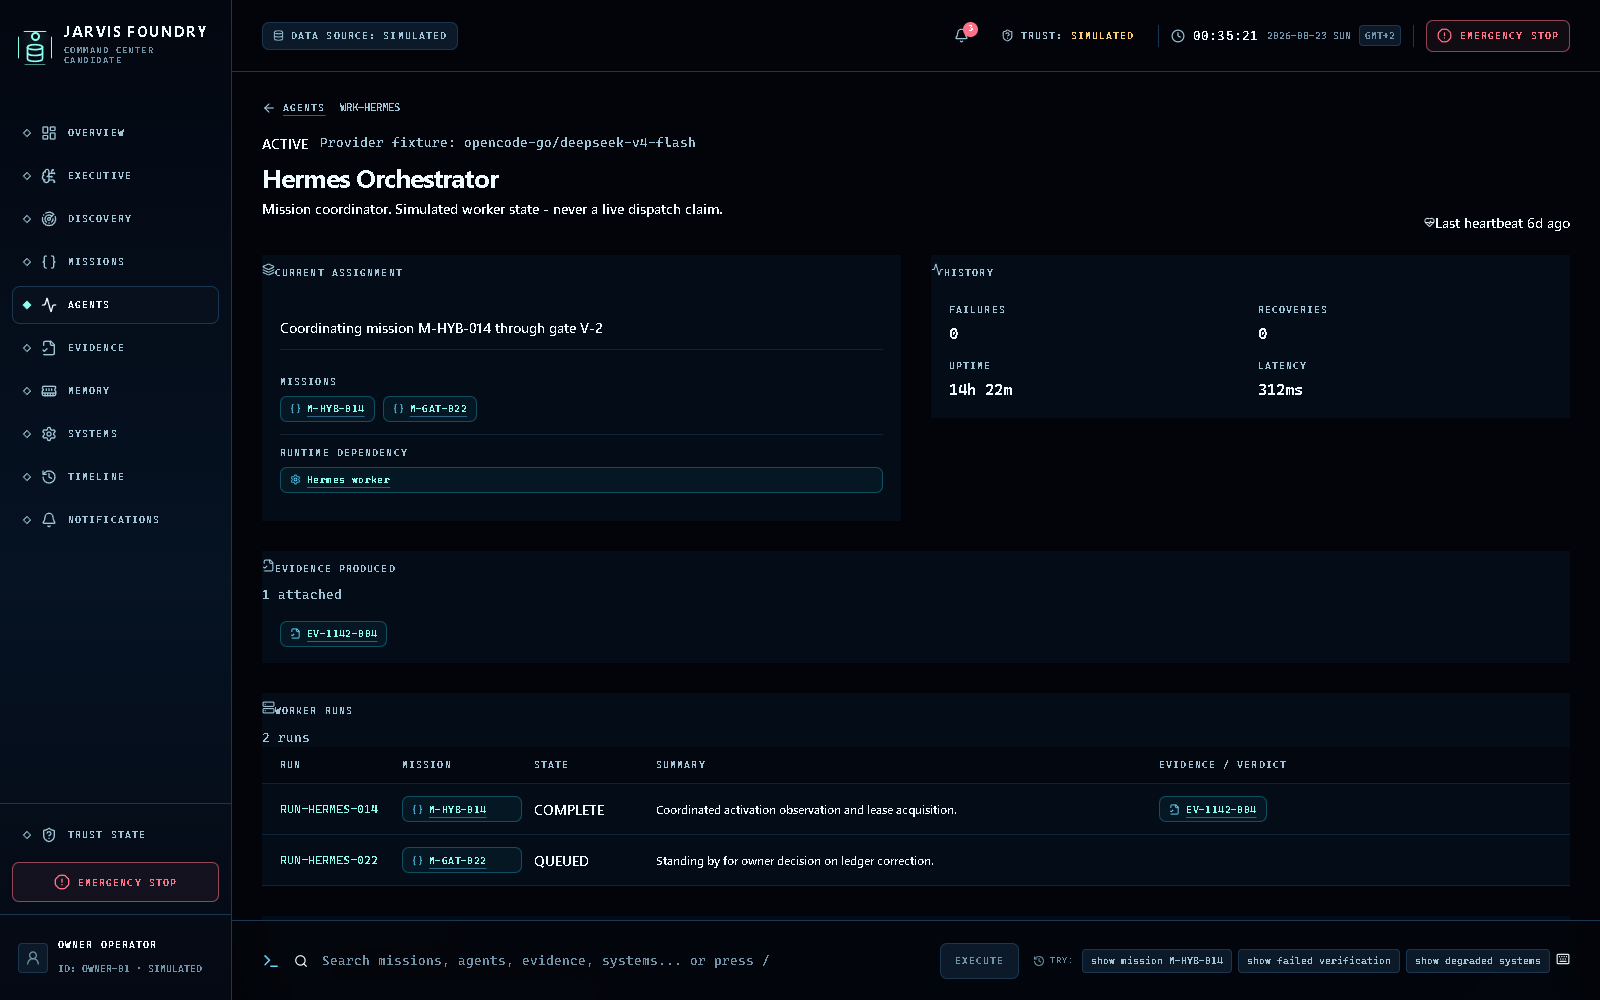 JARVIS FOUNDRY
COMMAND CENTER
CANDIDATE
OVERVIEW
EXECUTIVE
DISCOVERY
MISSIONS
AGENTS
EVIDENCE
MEMORY
SYSTEMS
TIMELINE
NOTIFICATIONS
TRUST STATE
EMERGENCY STOP
OWNER OPERATOR
ID: OWNER-01 • SIMULATED
DATA SOURCE: SIMULATED
3
TRUST: SIMULATED
00:35:21 2026-08-23 SUN GMT+2
EMERGENCY STOP
AGENTS WRK-HERMES
ACTIVE Provider fixture: opencode-go/deepseek-v4-flash
Hermes Orchestrator
Mission coordinator. Simulated worker state - never a live dispatch claim.
Last heartbeat 6d ago
CURRENT ASSIGNMENT
Coordinating mission M-HYB-014 through gate V-2
MISSIONS
{} M-HYB-014 {} M-GAT-022
RUNTIME DEPENDENCY
Hermes worker
HISTORY
FAILURES RECOVERIES
0 0
UPTIME LATENCY
14h 22m 312ms
EVIDENCE PRODUCED
1 attached
EV-1142-004
WORKER RUNS
2 runs
RUN MISSION STATE SUMMARY EVIDENCE / VERDICT
RUN-HERMES-014 {} M-HYB-014 COMPLETE Coordinated activation observation and lease acquisition. EV-1142-004
RUN-HERMES-022 {} M-GAT-022 QUEUED Standing by for owner decision on ledger correction.
Search missions, agents, evidence, systems... or press /
EXECUTE
TRY: show mission M-HYB-014 show failed verification show degraded systems